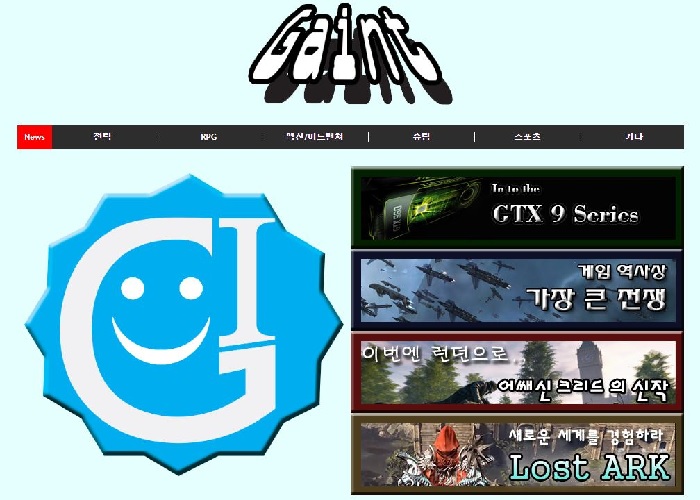 Gaint
News 전략 RPG 액션/어드벤처 슈팅 스포츠 기타
GIG
In to the
GTX 9 Series
게임 역사상
가장 큰 전쟁
이번엔 런던으로..
어쌔신크리드 의 신작
새로운 세계를 경험하라
Lost ARK